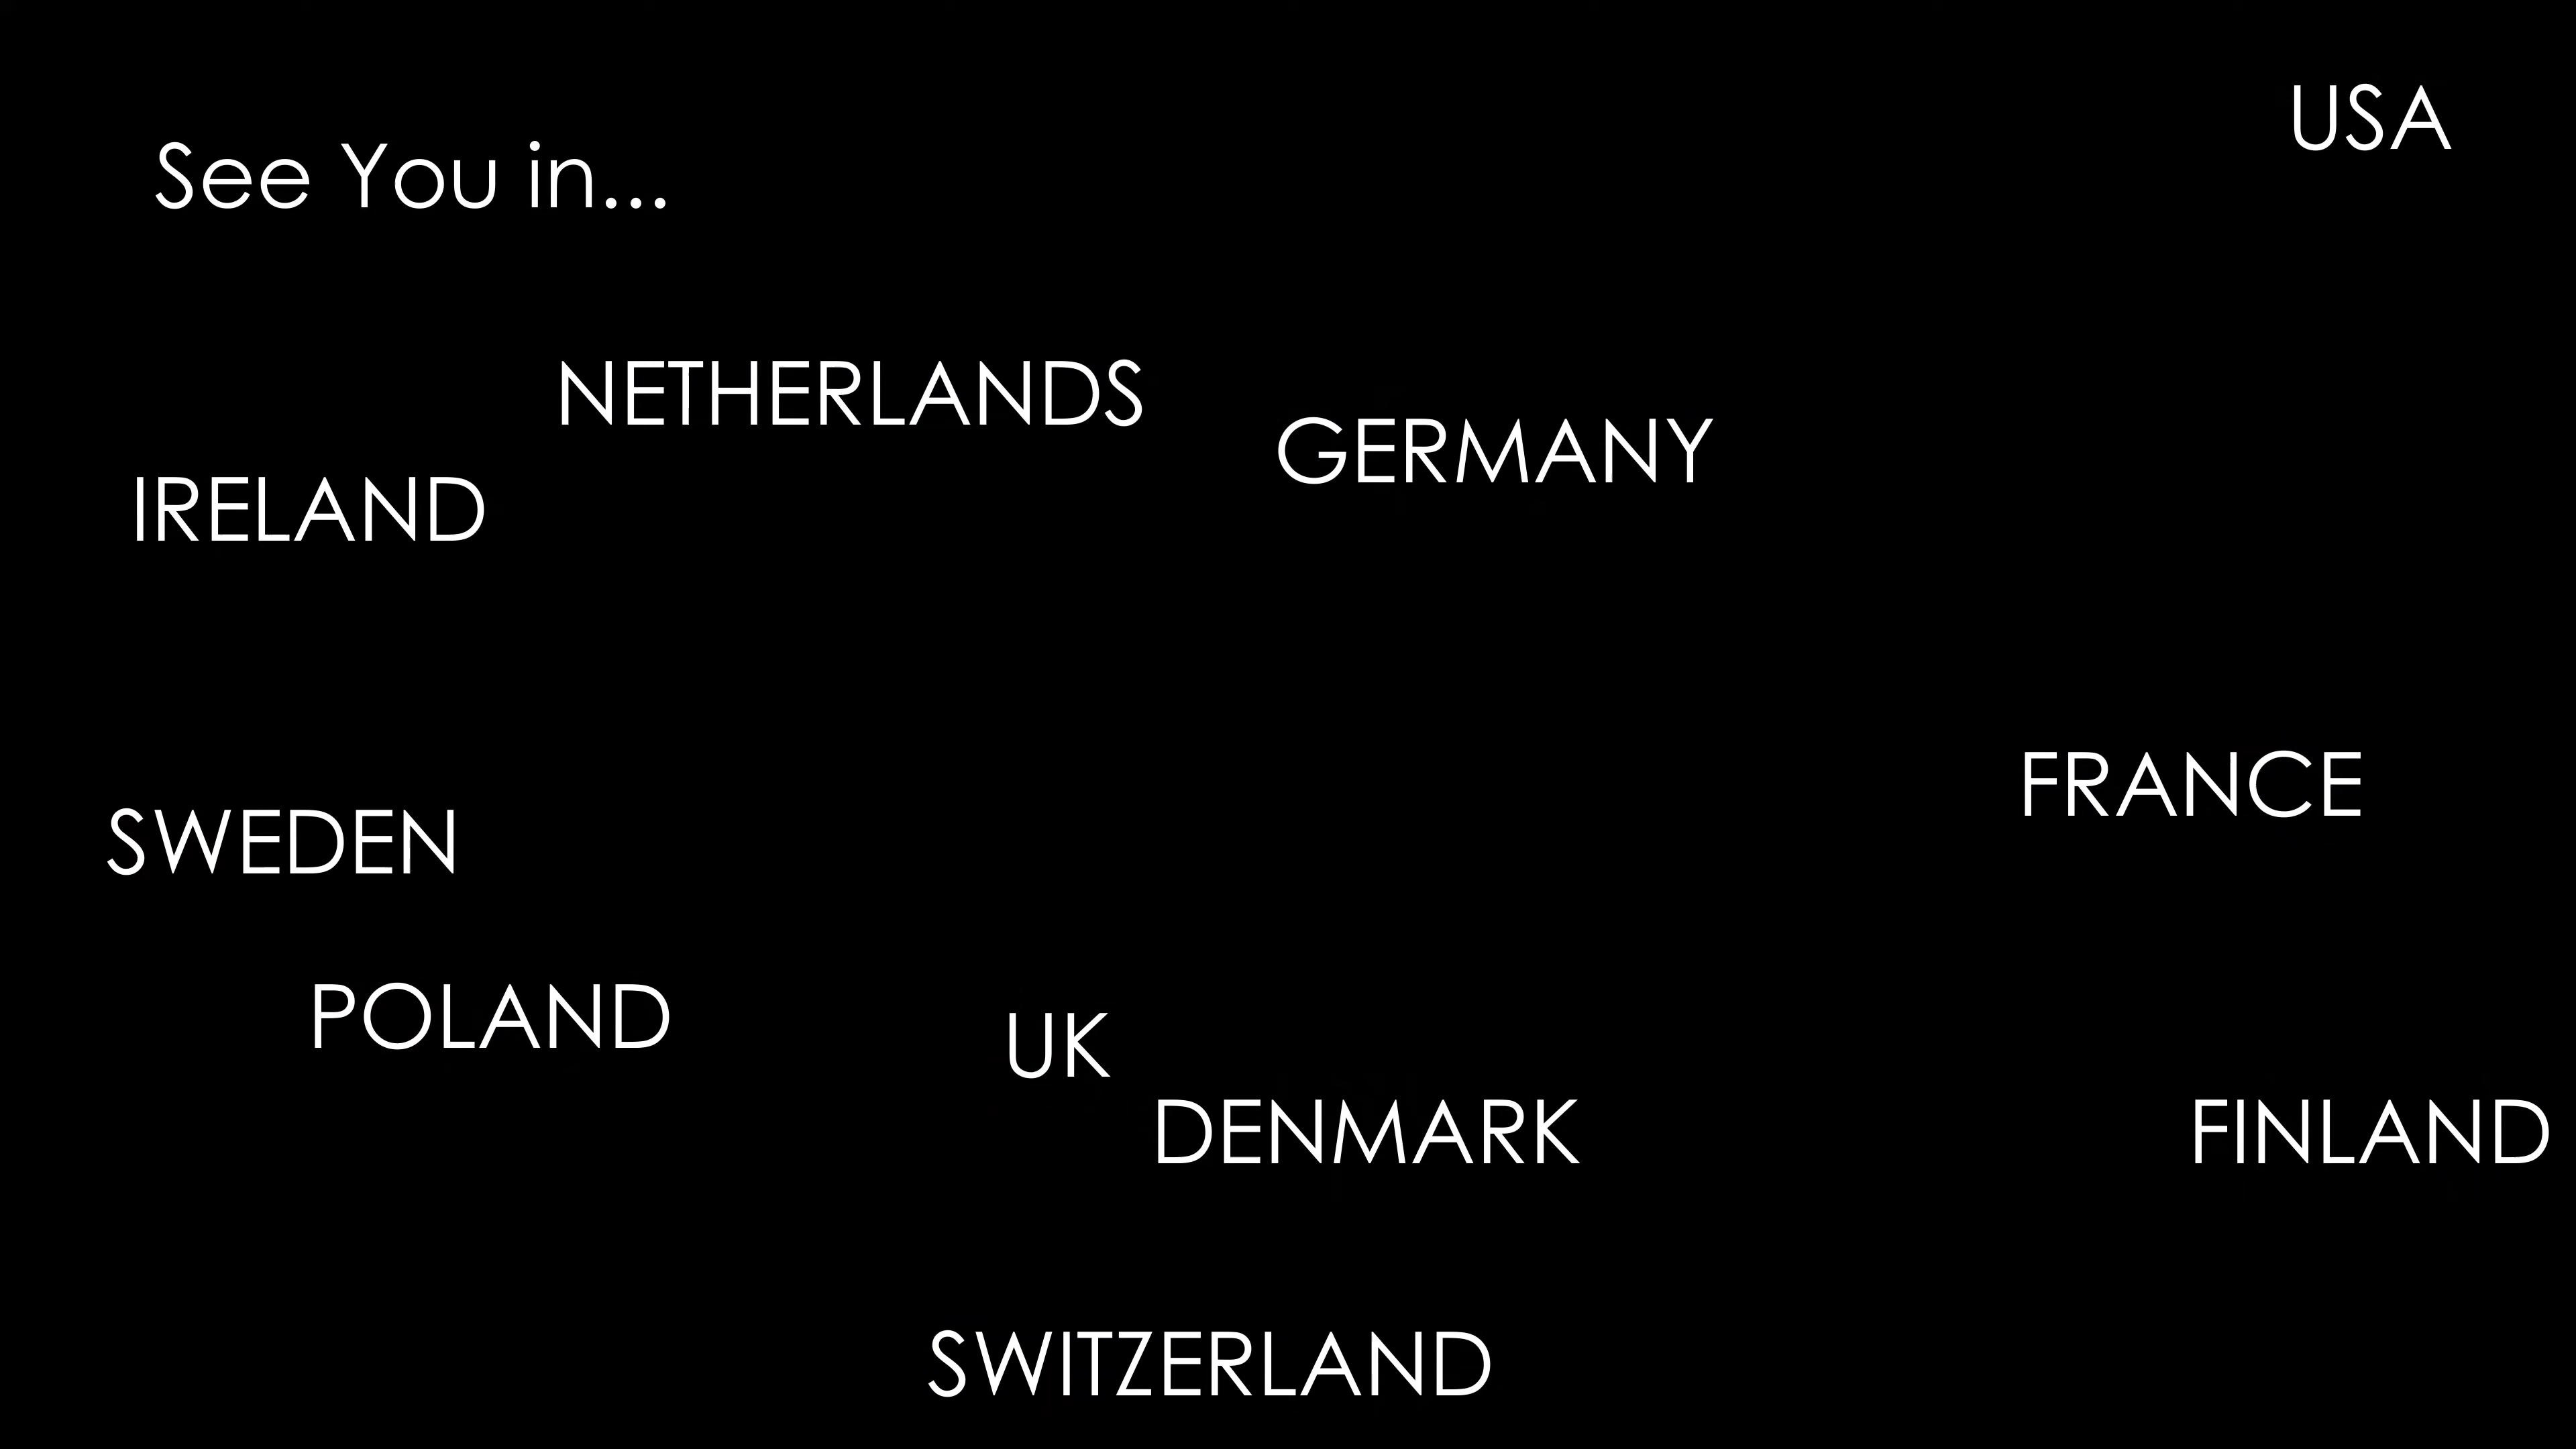 USA
See You in...
NETHERLANDS
GERMANY
IRELAND
FRANCE
SWEDEN
POLAND
UK
DENMARK
FINLAND
SWITZERLAND